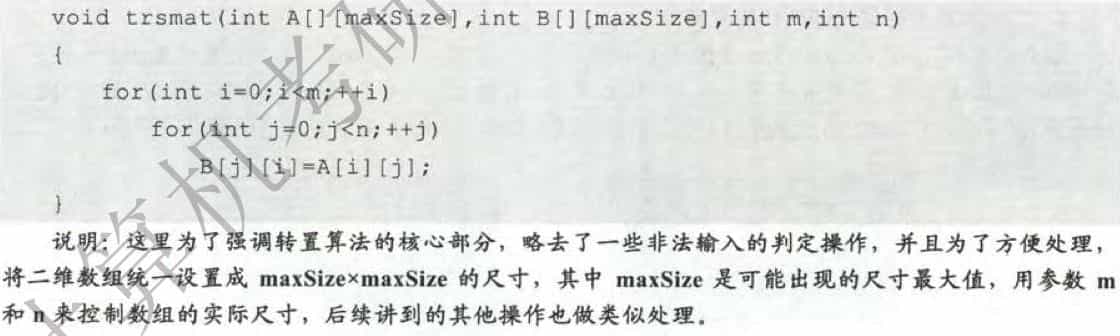 void trsmat(int A[][maxSize],int B[][maxSize],int m,int n)
{
for(int i=0;i<m;++i)
for(int j=0;j<n;++j)
B[j][i]=A[i][j];
}
说明：这里为了强调转置算法的核心部分，略去了一些非法输入的判定操作，并且为了方便处理，
将二维数组统一设置成 maxSize×maxSize 的尺寸，其中 maxSize 是可能出现的尺寸最大值，用参数 m
和 n 来控制数组的实际尺寸，后续讲到的其他操作也做类似处理。
算机考研